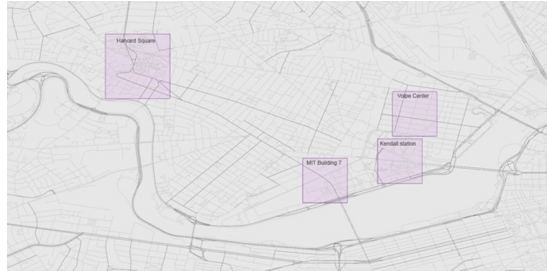 Harvard Square
Volpe Center
Kendall station
MIT Building 7